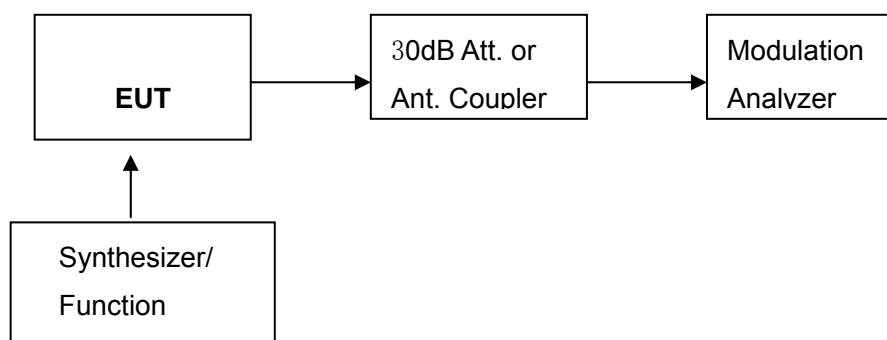 EUT
30dB Att. or
Ant. Coupler
Modulation
Analyzer
Synthesizer/
Function